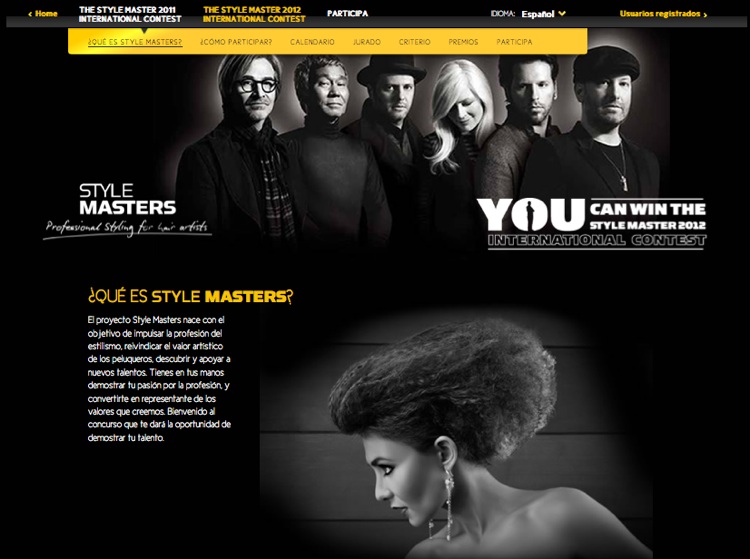 ‹ Home
THE STYLE MASTER 2011
INTERNATIONAL CONTEST
THE STYLE MASTER 2012
INTERNATIONAL CONTEST
PARTICIPA
IDIOMA: Español
Usuarios registrados ›
¿QUÉ ES STYLE MASTERS?
¿CÓMO PARTICIPAR?
CALENDARIO
JURADO
CRITERIO
PREMIOS
PARTICIPA
STYLE
MASTERS
Professional Styling for hair artists
YOU CAN WIN THE
STYLE MASTER 2012
INTERNATIONAL CONTEST
¿QUÉ ES STYLE MASTERS?
El proyecto Style Masters nace con el
objetivo de impulsar la profesión del
estilismo, reivindicar el valor artístico
de los peluqueros, descubrir y apoyar a
nuevos talentos. Tienes en tus manos
demostrar tu pasión por la profesión, y
convertirte en representante de los
valores que creemos. Bienvenido al
concurso que te dará la oportunidad de
demostrar tu talento.